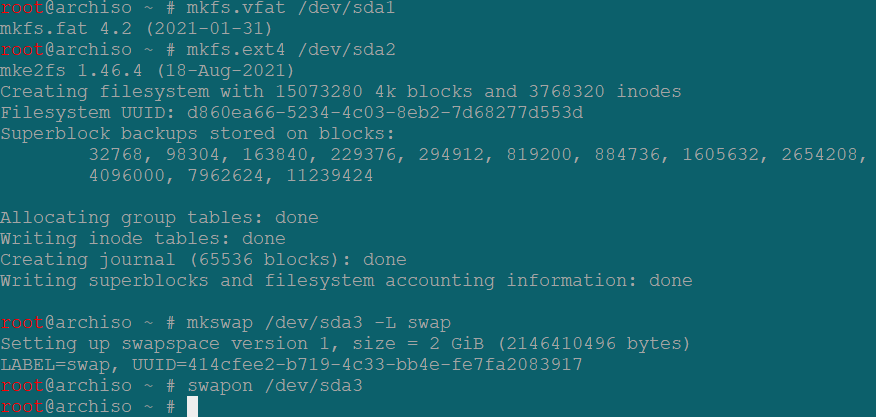 root@archiso ~ # mkfs.vfat /dev/sda1
mkfs.fat 4.2 (2021-01-31)
root@archiso ~ # mkfs.ext4 /dev/sda2
mke2fs 1.46.4 (18-Aug-2021)
Creating filesystem with 15073280 4k blocks and 3768320 inodes
Filesystem UUID: d860ea66-5234-4c03-8eb2-7d68277d553d
Superblock backups stored on blocks:
        32768, 98304, 163840, 229376, 294912, 819200, 884736, 1605632, 2654208,
        4096000, 7962624, 11239424

Allocating group tables: done
Writing inode tables: done
Creating journal (65536 blocks): done
Writing superblocks and filesystem accounting information: done

root@archiso ~ # mkswap /dev/sda3 -L swap
Setting up swapspace version 1, size = 2 GiB (2146410496 bytes)
LABEL=swap, UUID=414cfee2-b719-4c33-bb4e-fe7fa2083917
root@archiso ~ # swapon /dev/sda3
root@archiso ~ #